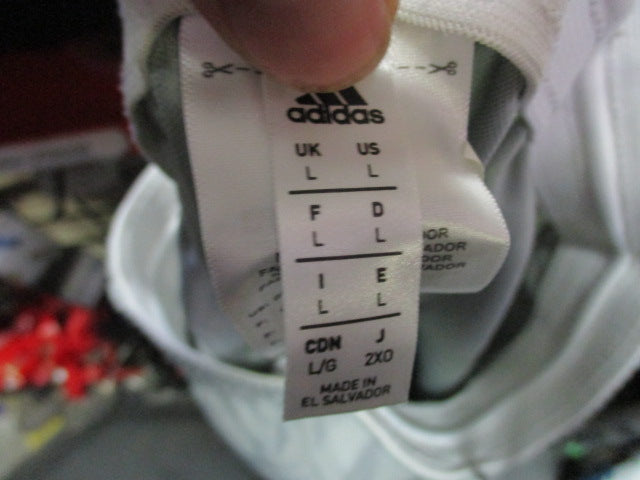 adidas
UK US
L L
F D
L L
I E
L L
CDN J
L/G 2XO
MADE IN
EL SALVADOR